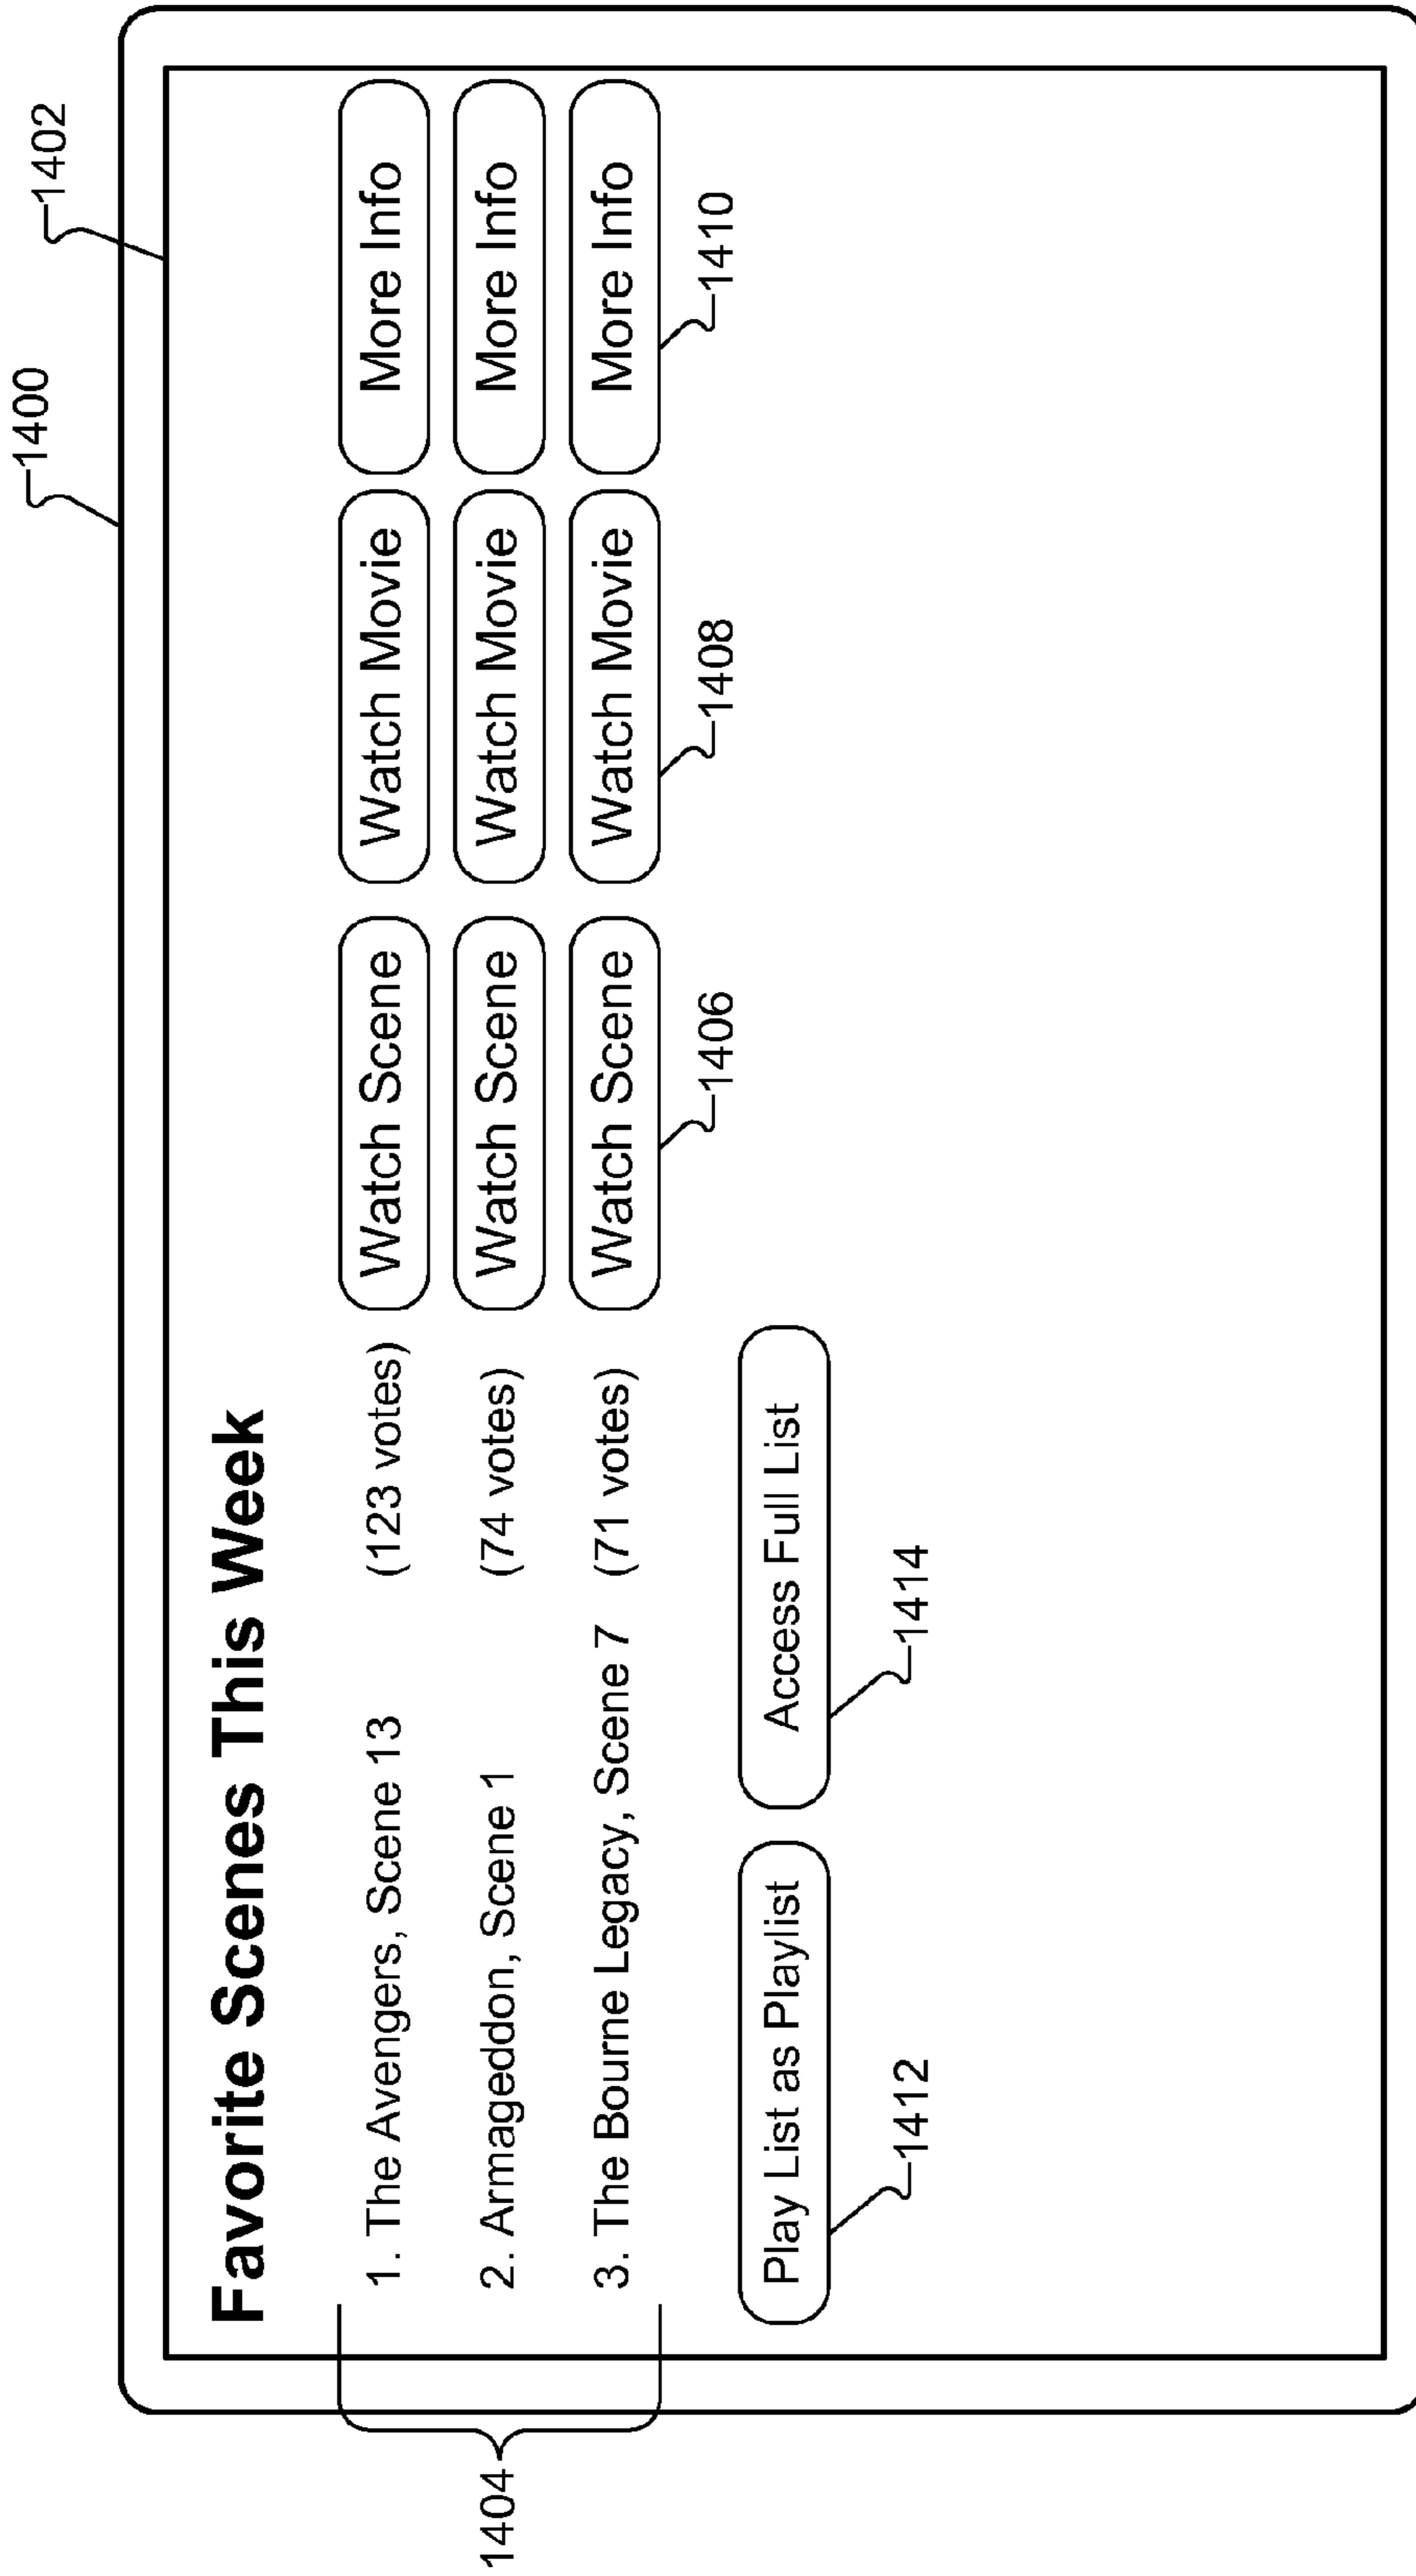 1400
1402
Favorite Scenes This Week
1. The Avengers, Scene 13 (123 votes) Watch Scene Watch Movie More Info
2. Armageddon, Scene 1 (74 votes) Watch Scene Watch Movie More Info
3. The Bourne Legacy, Scene 7 (71 votes) Watch Scene Watch Movie More Info
1404
1406 1408 1410
Play List as Playlist Access Full List
1412 1414